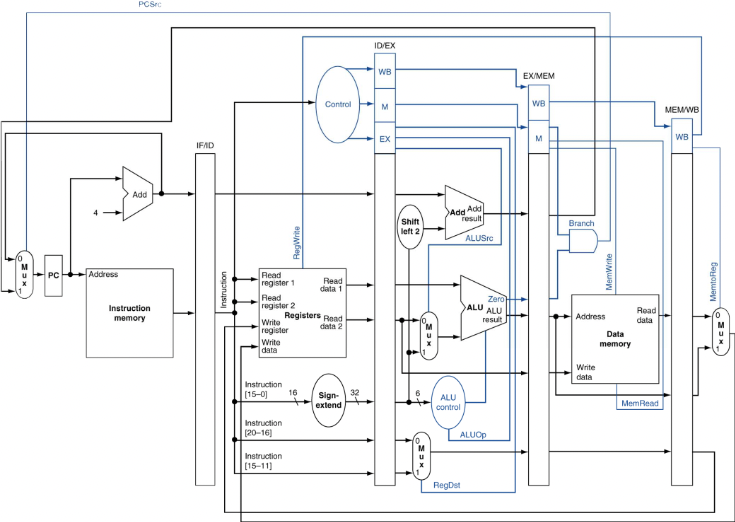 PCSrc
ID/EX
WB
EX/MEM
Control
M
WB
MEM/WB
EX
M
WB
IF/ID
Add
4
RegWrite
Shift
left 2
Add
Add
result
ALUSrc
Branch
MemWrite
MemtoReg
0
M
u
x
1
PC
Address
Instruction
memory
Instruction
Read
register 1
Read
register 2
Write
register
Write
data
Registers
Read
data 1
Read
data 2
0
M
u
x
1
Zero
ALU
ALU
result
Address
Read
data
Data
memory
Write
data
0
M
u
x
1
Instruction
[15–0]
16
Sign-
extend
32
6
ALU
control
MemRead
Instruction
[20–16]
ALUOp
Instruction
[15–11]
0
M
u
x
1
RegDst